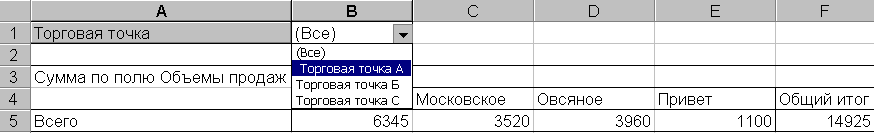 A B C D E F
1 Торговая точка (Все)
2 (Все)
Торговая точка А
3 Сумма по полю Объемы продаж Торговая точка Б
Торговая точка С
4 Московское Овсяное Привет Общий итог
5 Всего 6345 3520 3960 1100 14925